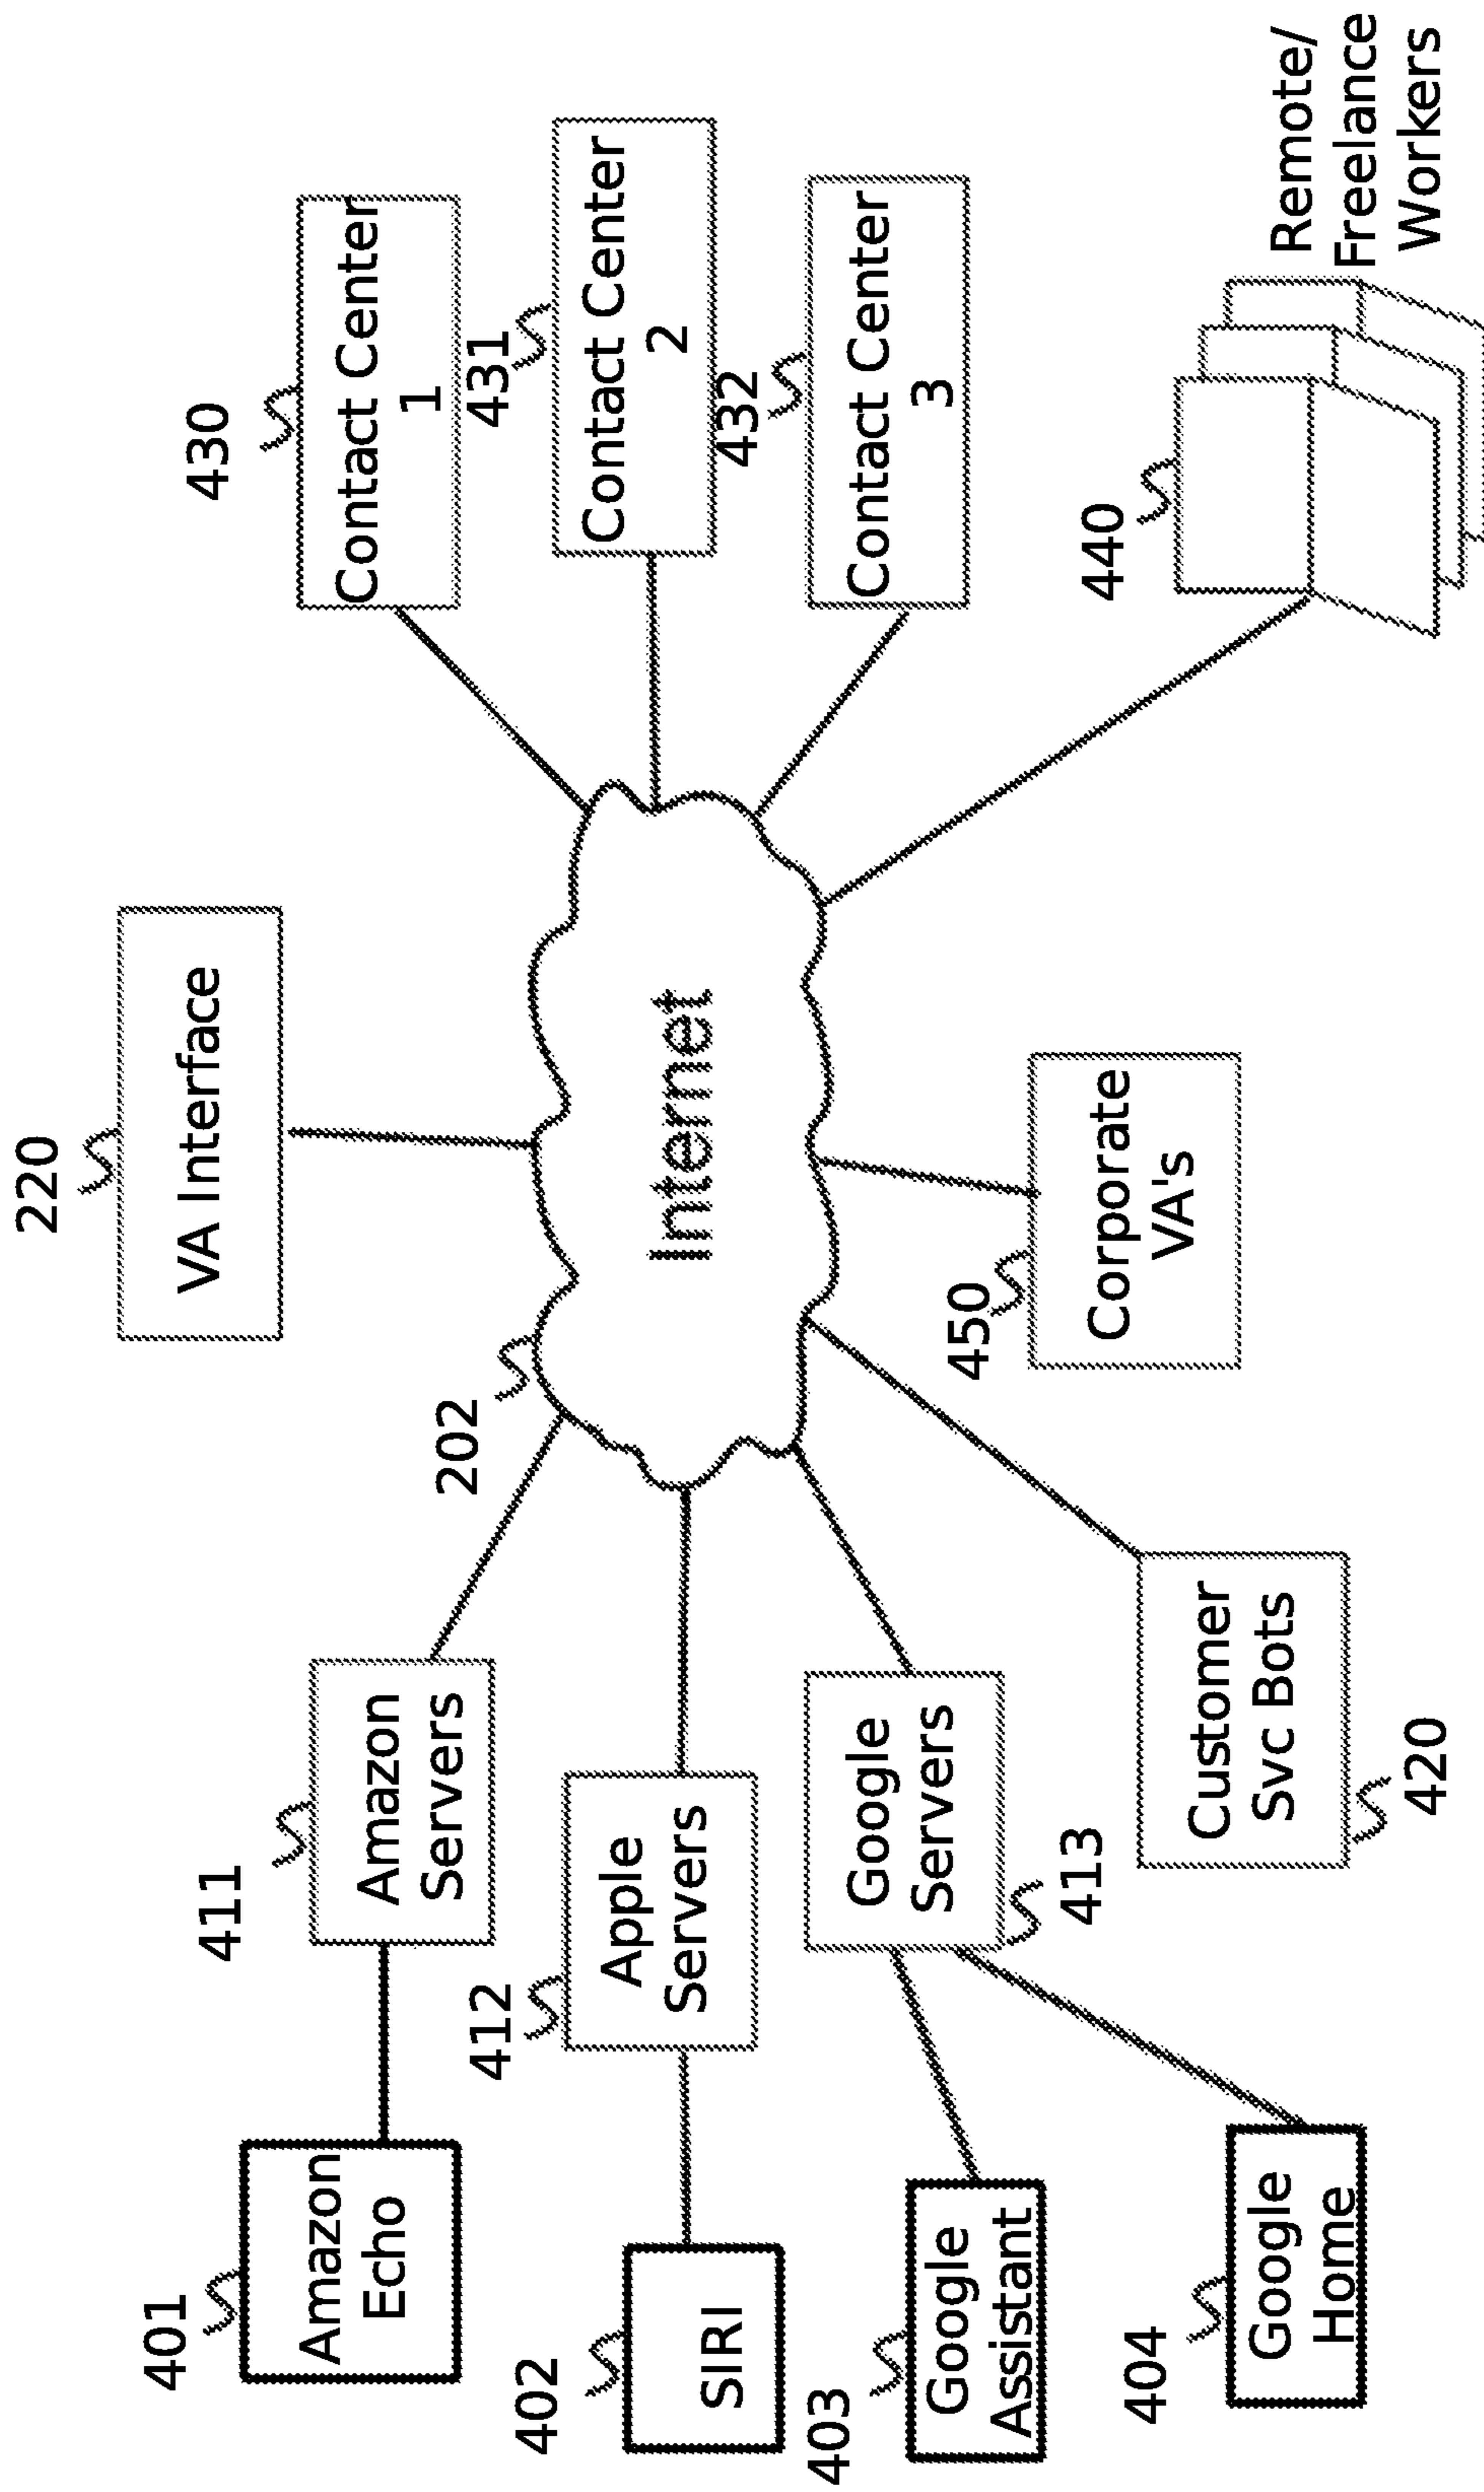 220
VA Interface
401
Amazon
Echo
411
Amazon
Servers
202
Internet
430
Contact Center
1
402
SIRI
412
Apple
Servers
431
Contact Center
2
403
Google
Assistant
Google
Servers
413
432
Contact Center
3
404
Google
Home
Customer
Svc Bots
420
450
Corporate
VA's
440
Remote/
Freelance
Workers